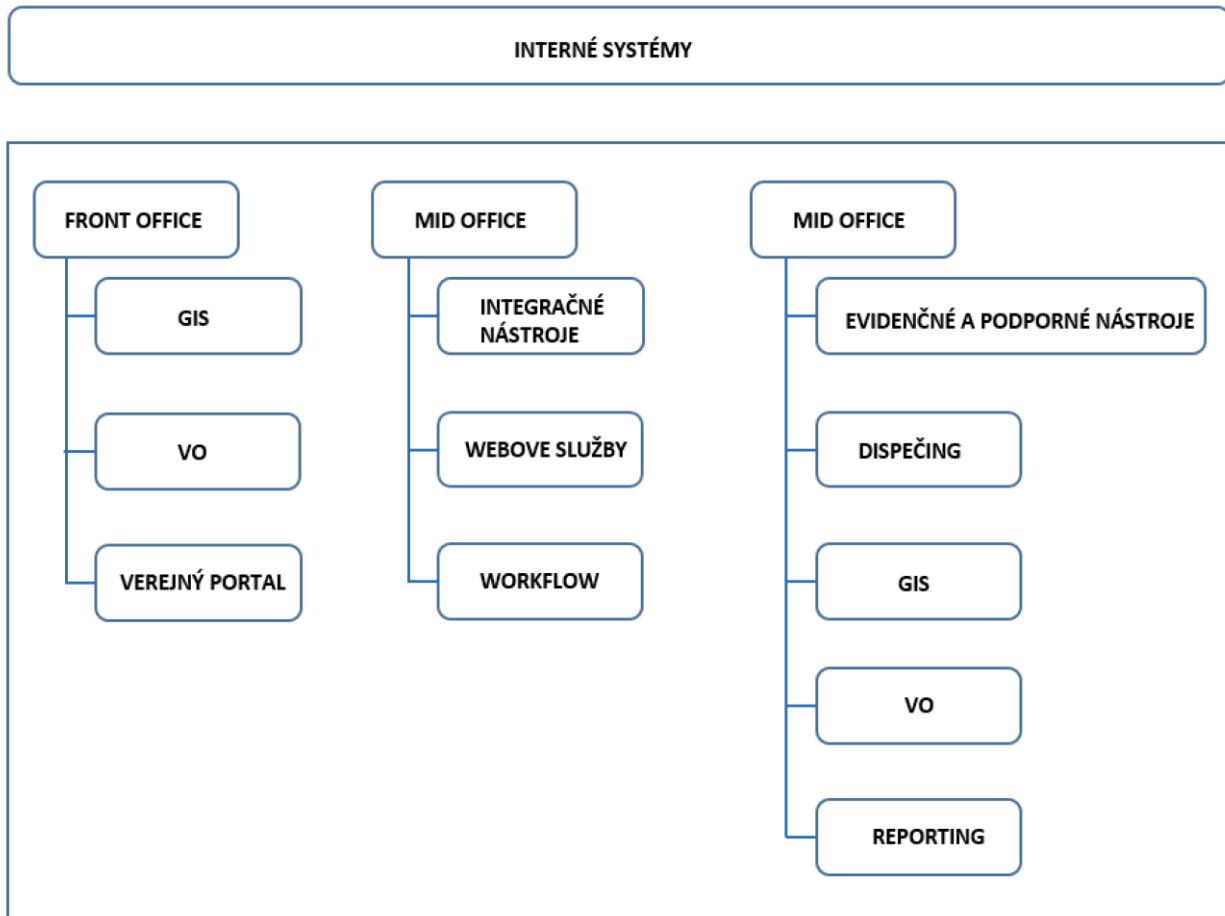 INTERNÉ SYSTÉMY
FRONT OFFICE
GIS
VO
VEREJNÝ PORTAL
MID OFFICE
INTEGRAČNÉ
NÁSTROJE
WEBOVE SLUŽBY
WORKFLOW
MID OFFICE
EVIDENČNÉ A PODPORNÉ NÁSTROJE
DISPEČING
GIS
VO
REPORTING